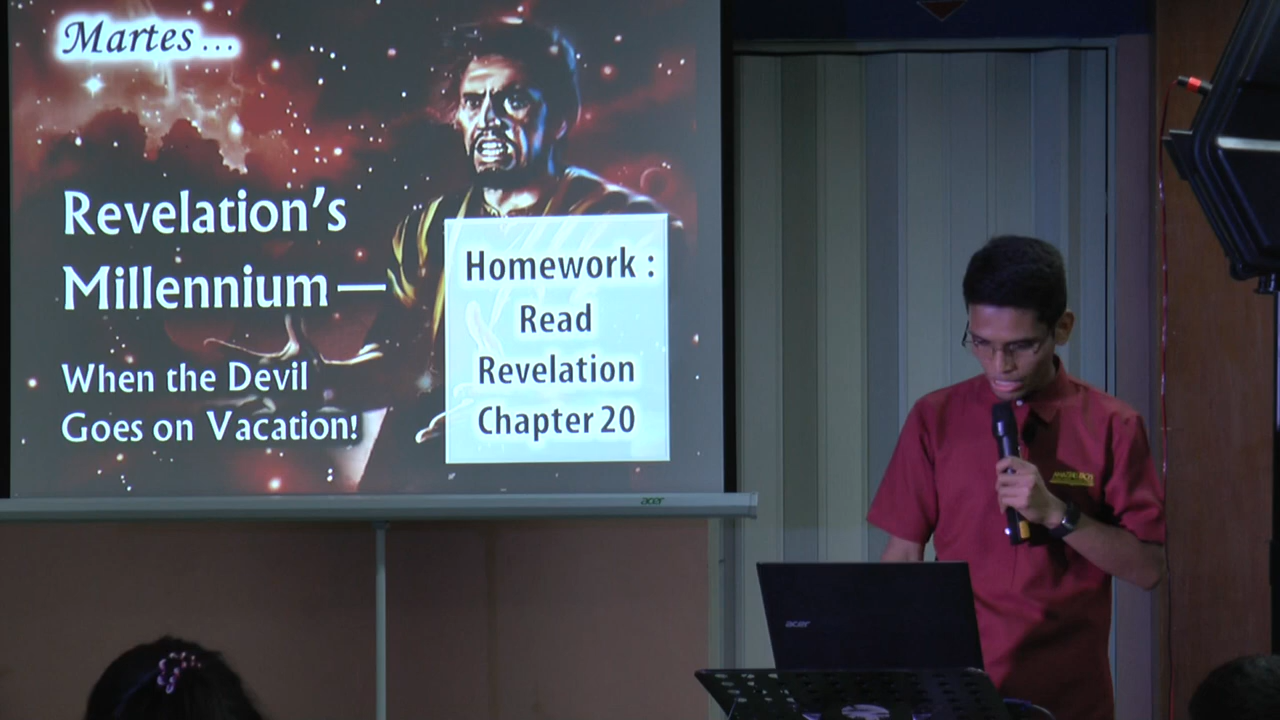 Martes...
Revelation's
Millennium—
When the Devil
Goes on Vacation!
Homework :
Read
Revelation
Chapter 20
acer
acer